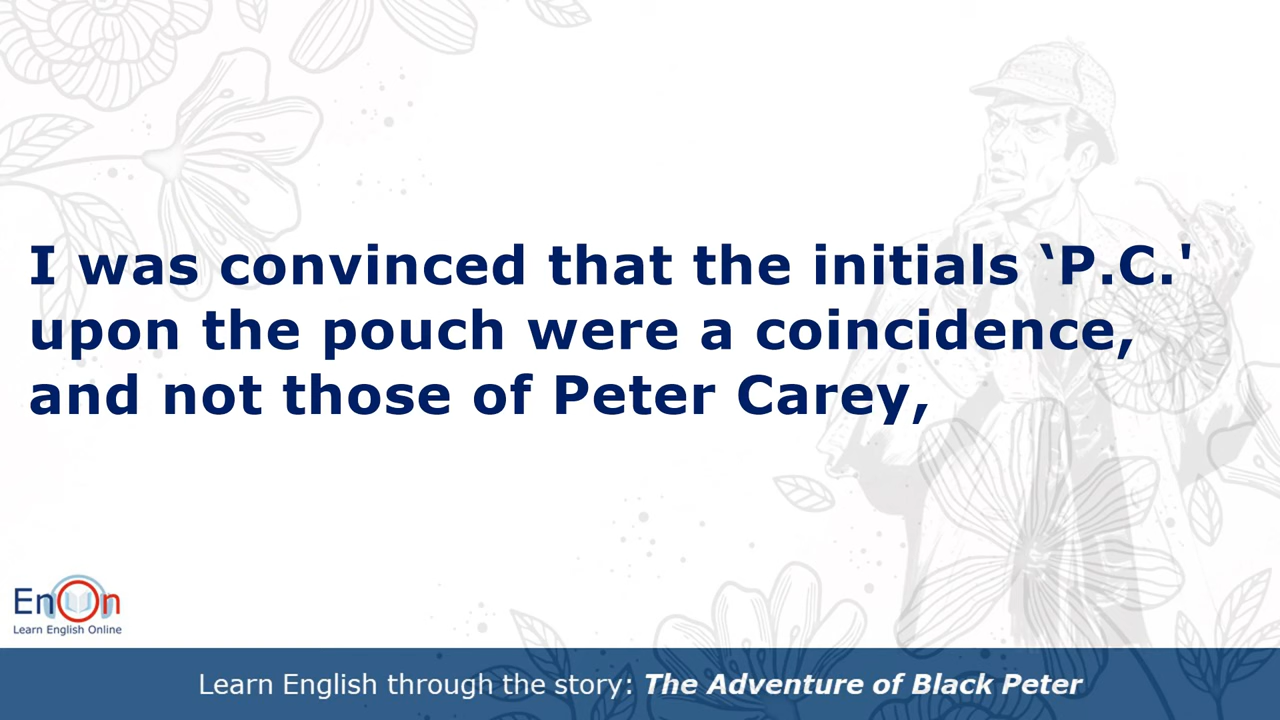 I was convinced that the initials ‘P.C.'
upon the pouch were a coincidence,
and not those of Peter Carey,
EnOn
Learn English Online
Learn English through the story: The Adventure of Black Peter